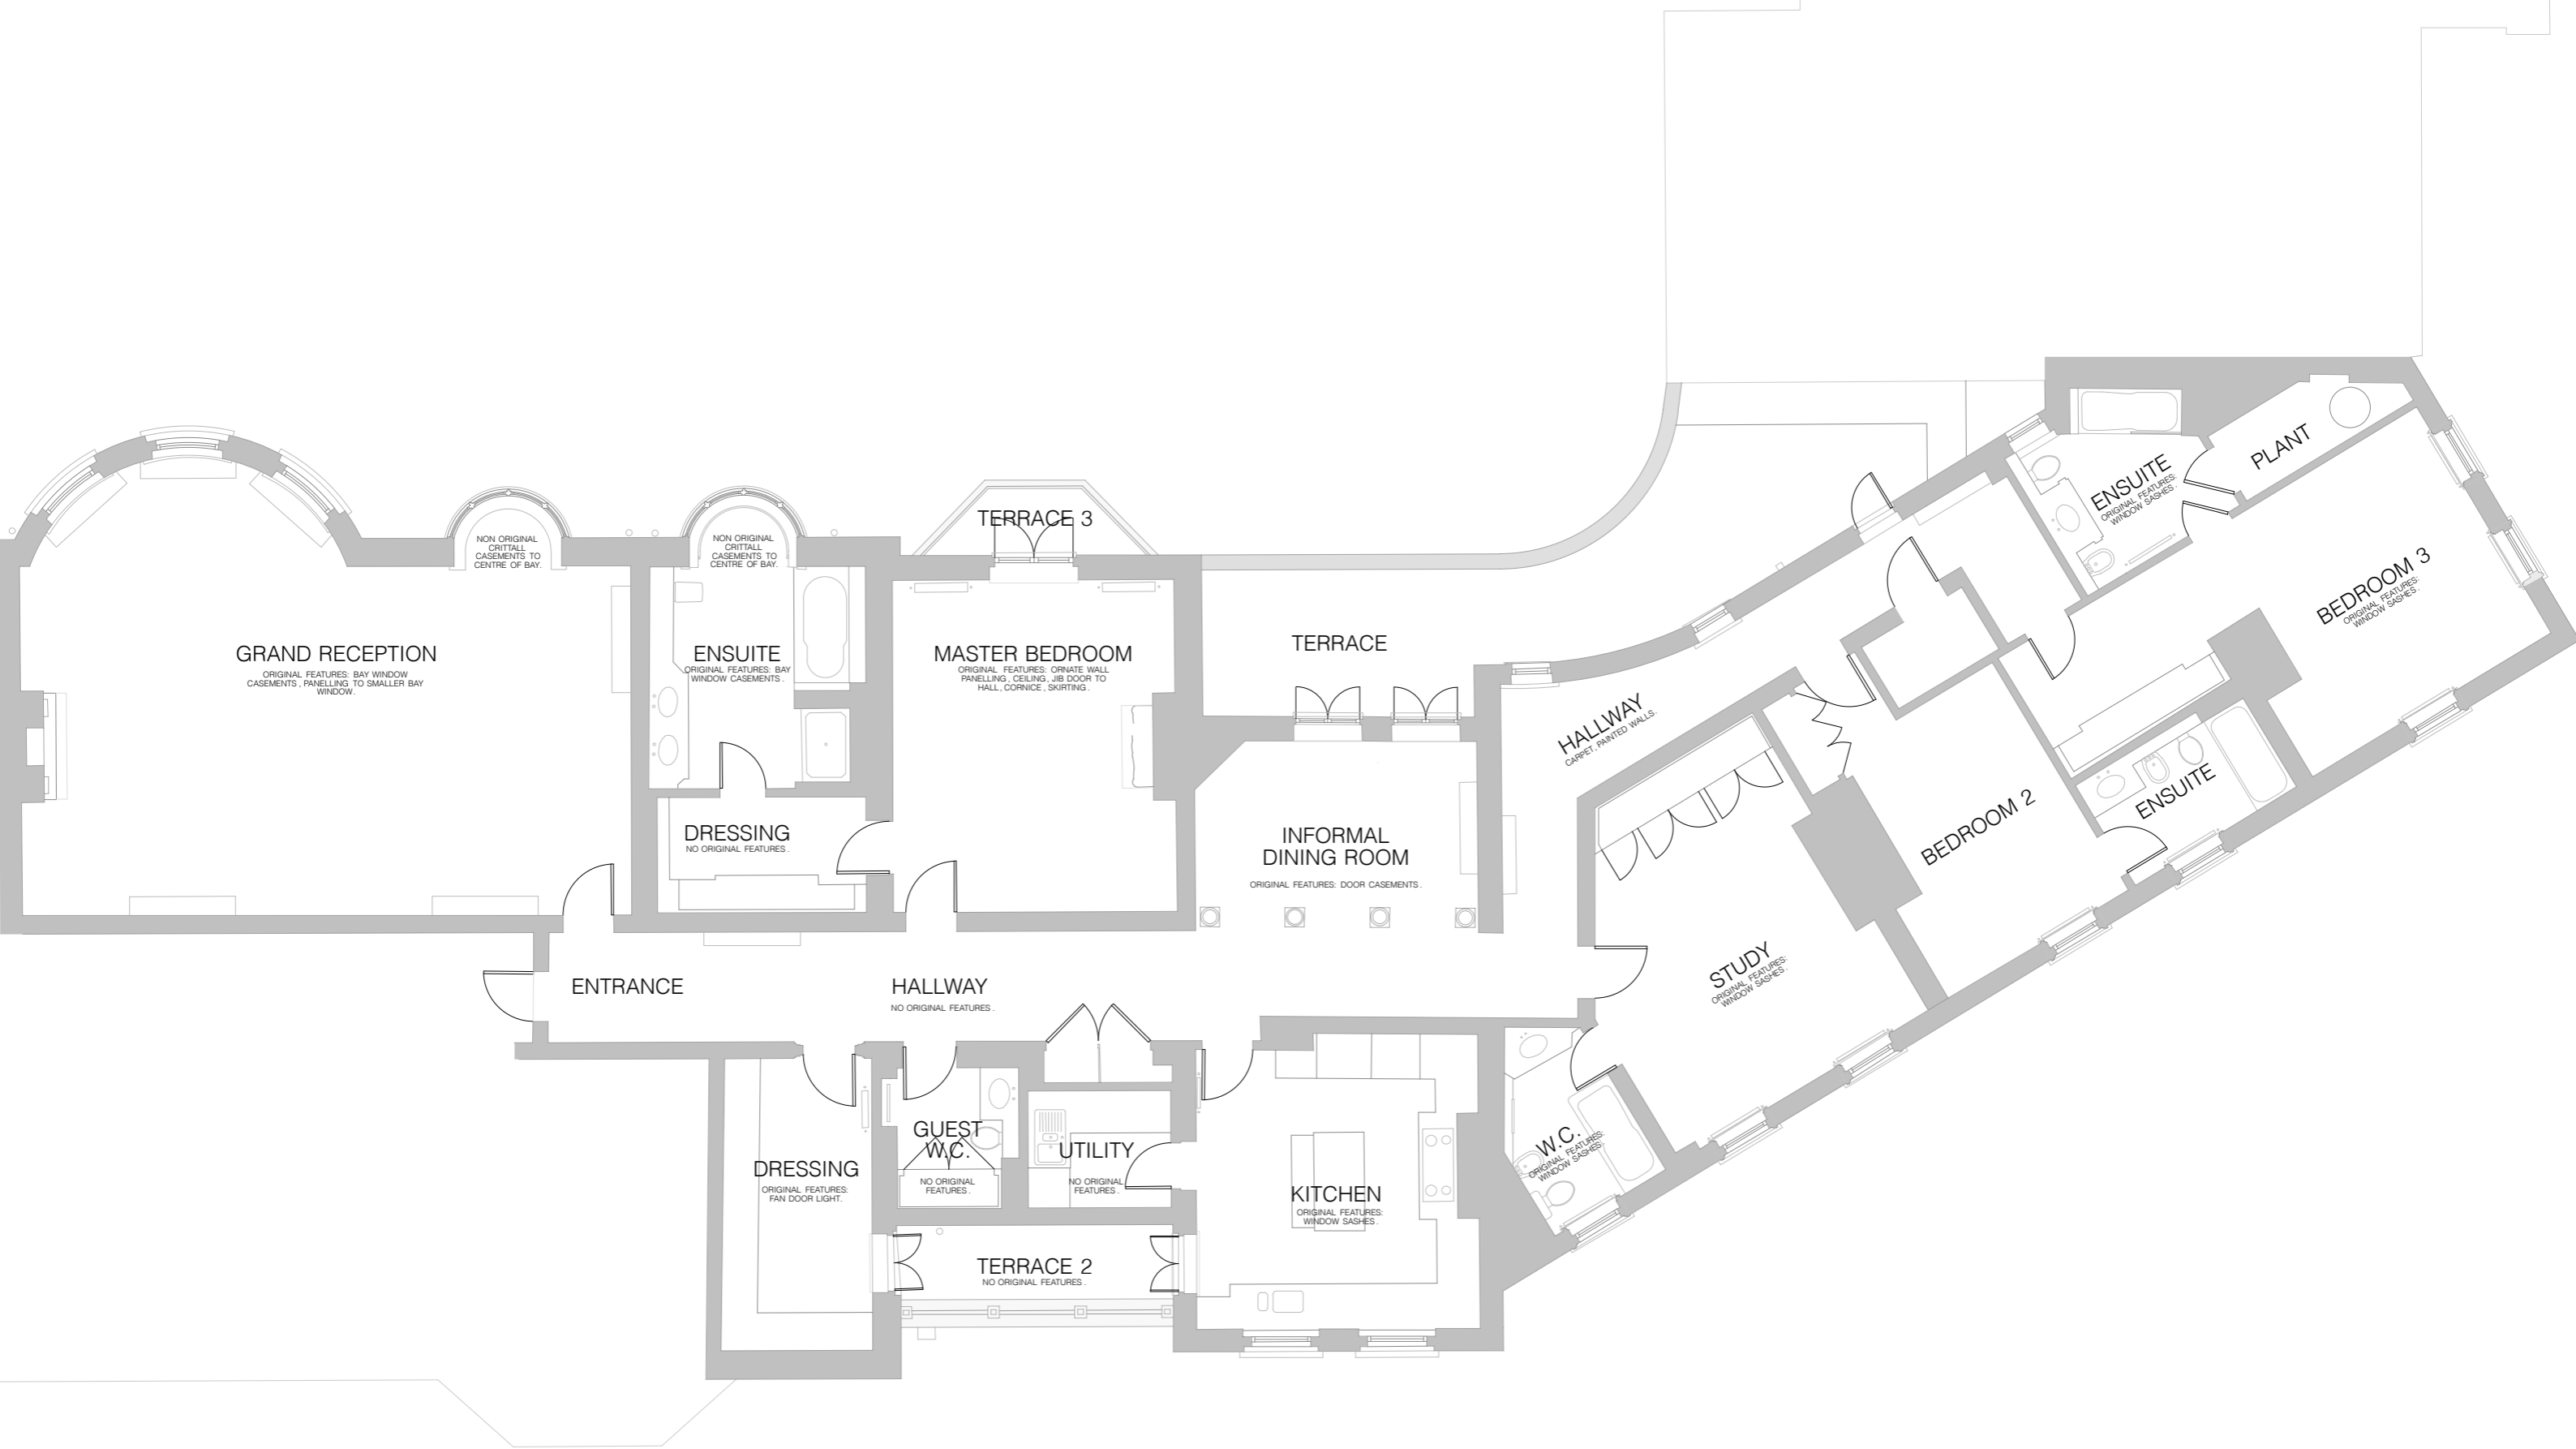 NON ORIGINAL
CRITTALL
CASEMENTS TO
CENTRE OF BAY.
NON ORIGINAL
CRITTALL
CASEMENTS TO
CENTRE OF BAY.
TERRACE 3
GRAND RECEPTION
ORIGINAL FEATURES: BAY WINDOW
CASEMENTS, PANELLING TO SMALLER BAY
WINDOW.
ENSUITE
ORIGINAL FEATURES: BAY
WINDOW CASEMENTS.
MASTER BEDROOM
ORIGINAL FEATURES: ORNATE WALL
PANELLING, CEILING, JIB DOOR TO
HALL, CORNICE, SKIRTING.
TERRACE
HALLWAY
CARPET, PAINTED WALLS.
ENSUITE
ORIGINAL FEATURES:
WINDOW SASHES.
PLANT
BEDROOM 3
ORIGINAL FEATURES:
WINDOW SASHES.
DRESSING
NO ORIGINAL FEATURES.
INFORMAL
DINING ROOM
ORIGINAL FEATURES: DOOR CASEMENTS.
BEDROOM 2
ENSUITE
STUDY
ORIGINAL FEATURES:
WINDOW SASHES.
ENTRANCE
HALLWAY
NO ORIGINAL FEATURES.
DRESSING
ORIGINAL FEATURES:
FAN DOOR LIGHT.
GUEST
W.C.
NO ORIGINAL
FEATURES.
UTILITY
NO ORIGINAL
FEATURES.
KITCHEN
ORIGINAL FEATURES:
WINDOW SASHES.
W.C.
ORIGINAL FEATURES:
WINDOW SASHES.
TERRACE 2
NO ORIGINAL FEATURES.